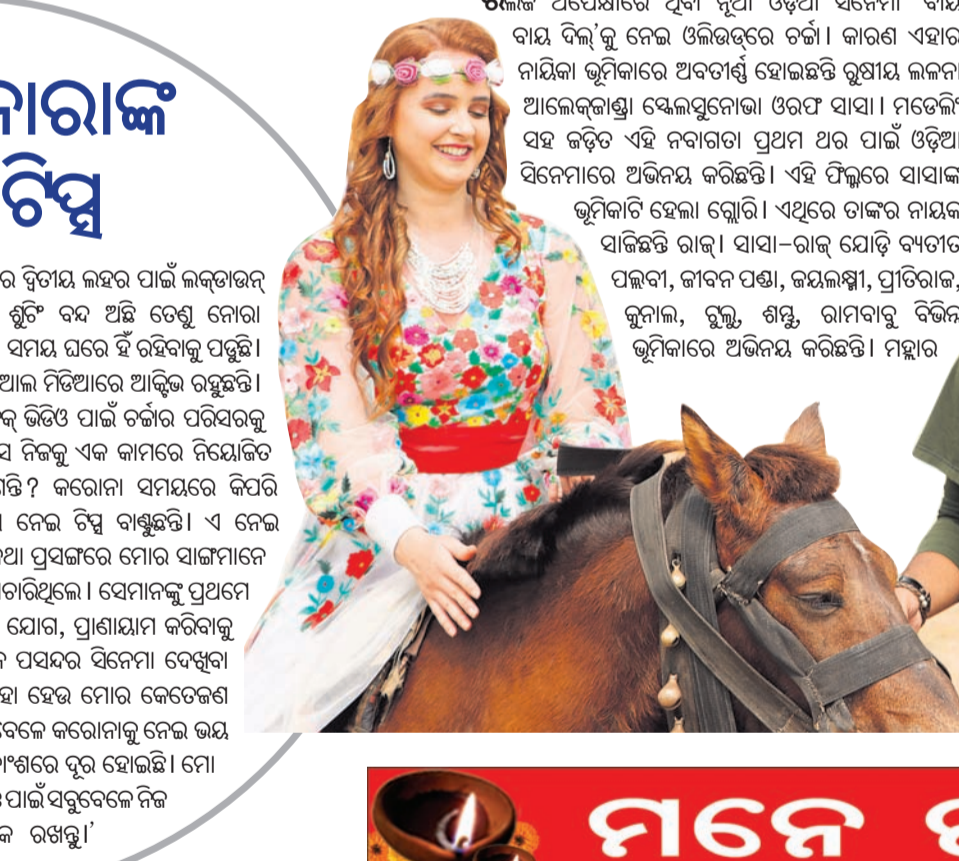 ନୋରାଙ୍କ
ଟିପ୍ସ
ର ଦ୍ୱିତୀୟ ଲହର ପାଇଁ ଲକ୍‌ଡାଉନ୍
ଶୁଟିଂ ବନ୍ଦ ଅଛି ତେଣୁ ନୋରା
ସମୟ ଘରେ ହିଁ ରହିବାକୁ ପଡୁଛି।
ଆଲ ମିଡିଆରେ ଆକ୍ଟିଭ ରହୁଛନ୍ତି।
ଭିଡିଓ ପାଇଁ ଚର୍ଚ୍ଚାର ପରିସରକୁ
ନିଜକୁ ଏକ କାମରେ ନିୟୋଜିତ
କରୋନା ସମୟରେ କିପରି
ନେଇ ଟିପ୍ସ ବାଣ୍ଟୁଛନ୍ତି। ଏ ନେଇ
ପ୍ରସଙ୍ଗରେ ମୋର ସାଙ୍ଗମାନେ
ଚାରିଥିଲେ। ସେମାନଙ୍କୁ ପ୍ରଥମେ
ଯୋଗ, ପ୍ରାଣାୟାମ କରିବାକୁ
ପସନ୍ଦର ସିନେମା ଦେଖିବା
ହେଉ ମୋର କେତେଜଣ
ବେଳେ କରୋନାକୁ ନେଇ ଭୟ
ଂଶରେ ଦୂର ହୋଇଛି। ମୋ
ପାଇଁ ସବୁବେଳେ ନିଜ
ରଖନ୍ତୁ।'
ରିଲିଜ ଅପେକ୍ଷାରେ ଥିବା ନୂଆ ଓଡ଼ିଆ ସିନେମା 'ବାୟ
ବାୟ ଦିଲ୍'କୁ ନେଇ ଓଲିଉଡ୍‌ରେ ଚର୍ଚ୍ଚା। କାରଣ ଏହାର
ନାୟିକା ଭୂମିକାରେ ଅବତୀର୍ଣ୍ଣ ହୋଇଛନ୍ତି ରୁଷୀୟ ଲଳନା
ଆଲେକ୍‌ଜାଣ୍ଡ୍ରା ସ୍କେଲସୁନୋଭା ଓରଫ ସାସା। ମଡେଲିଂ
ସହ ଜଡ଼ିତ ଏହି ନବାଗତା ପ୍ରଥମ ଥର ପାଇଁ ଓଡ଼ିଆ
ସିନେମାରେ ଅଭିନୟ କରିଛନ୍ତି। ଏହି ଫିଲ୍ମରେ ସାସାଙ୍କ
ଭୂମିକାଟି ହେଲା ଗ୍ଲୋରି। ଏଥିରେ ତାଙ୍କର ନାୟକ
ସାଜିଛନ୍ତି ରାଜ୍। ସାସା-ରାଜ୍ ଯୋଡ଼ି ବ୍ୟତୀତ
ପଲ୍ଲବୀ, ଜୀବନ ପଣ୍ଡା, ଜୟଲକ୍ଷ୍ମୀ, ପ୍ରୀତିରାଜ,
କୁନାଲ, ଟୁଲୁ, ଶମ୍ଭୁ, ରାମବାବୁ ବିଭିନ୍ନ
ଭୂମିକାରେ ଅଭିନୟ କରିଛନ୍ତି। ମହ୍ଲାର
ମନେ